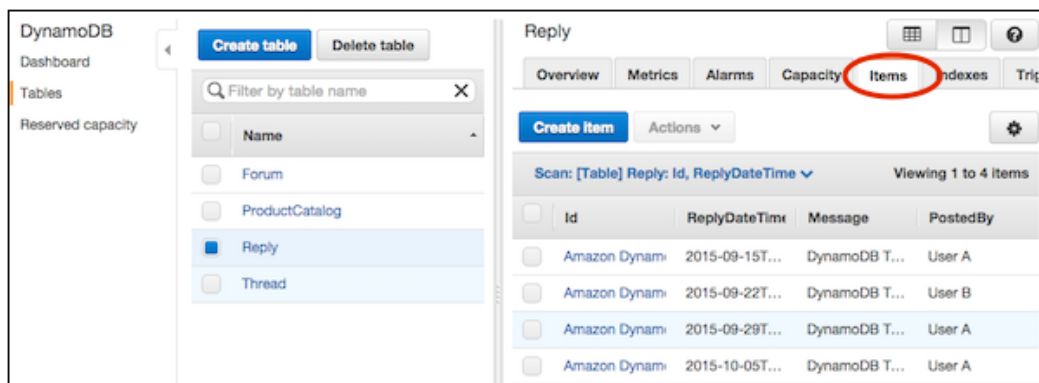 DynamoDB
Dashboard
Tables
Reserved capacity
Create table Delete table
Filter by table name X
Name
Forum
ProductCatalog
Reply
Thread
Reply
Overview Metrics Alarms Capacity Items Indexes Trig
Create item Actions
Scan: [Table] Reply: Id, ReplyDateTime Viewing 1 to 4 items
Id ReplyDateTime Message PostedBy
Amazon Dynam 2015-09-15T... DynamoDB T... User A
Amazon Dynam 2015-09-22T... DynamoDB T... User B
Amazon Dynam 2015-09-29T... DynamoDB T... User A
Amazon Dynam 2015-10-05T... DynamoDB T... User A